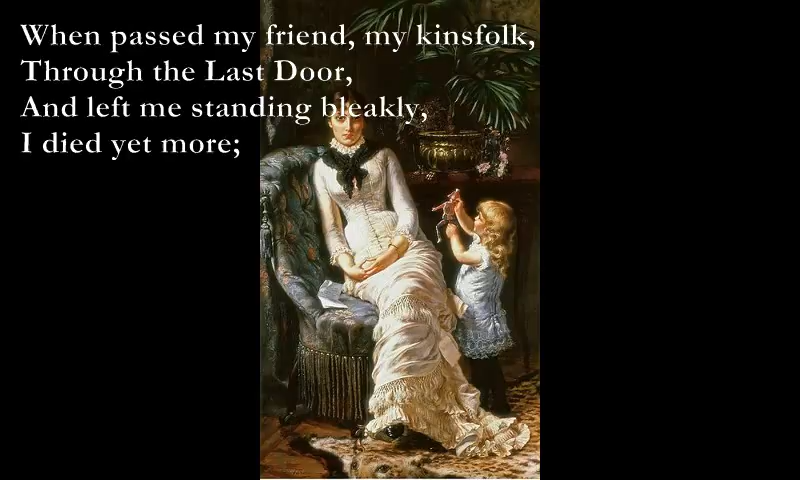 When passed my friend, my kinsfolk,
Through the Last Door,
And left me standing bleakly,
I died yet more;